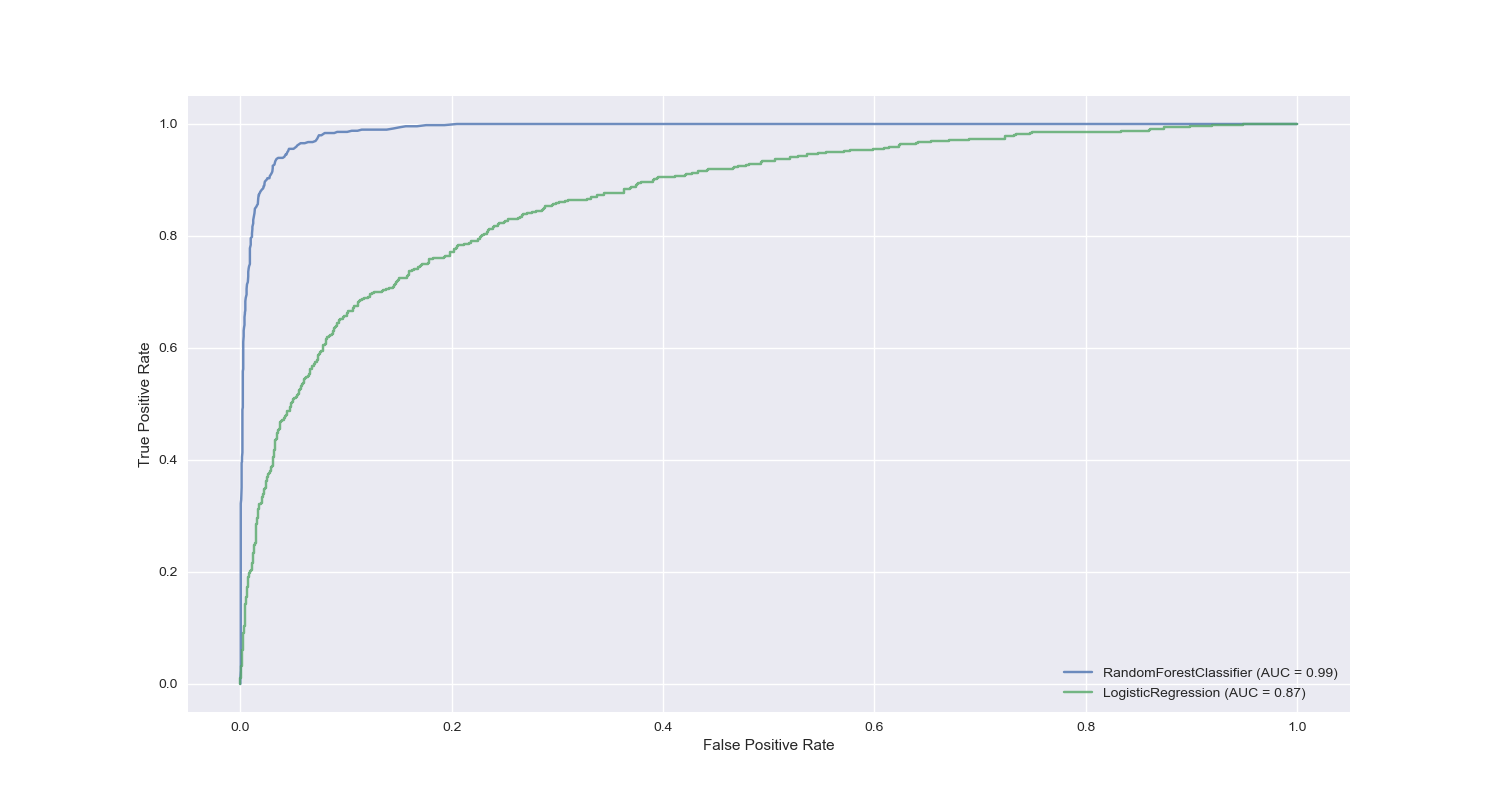 1.0
0.8
0.6
0.4
0.2
0.0
True Positive Rate
RandomForestClassifier (AUC = 0.99)
LogisticRegression (AUC = 0.87)
0.0 0.2 0.4 0.6 0.8 1.0
False Positive Rate